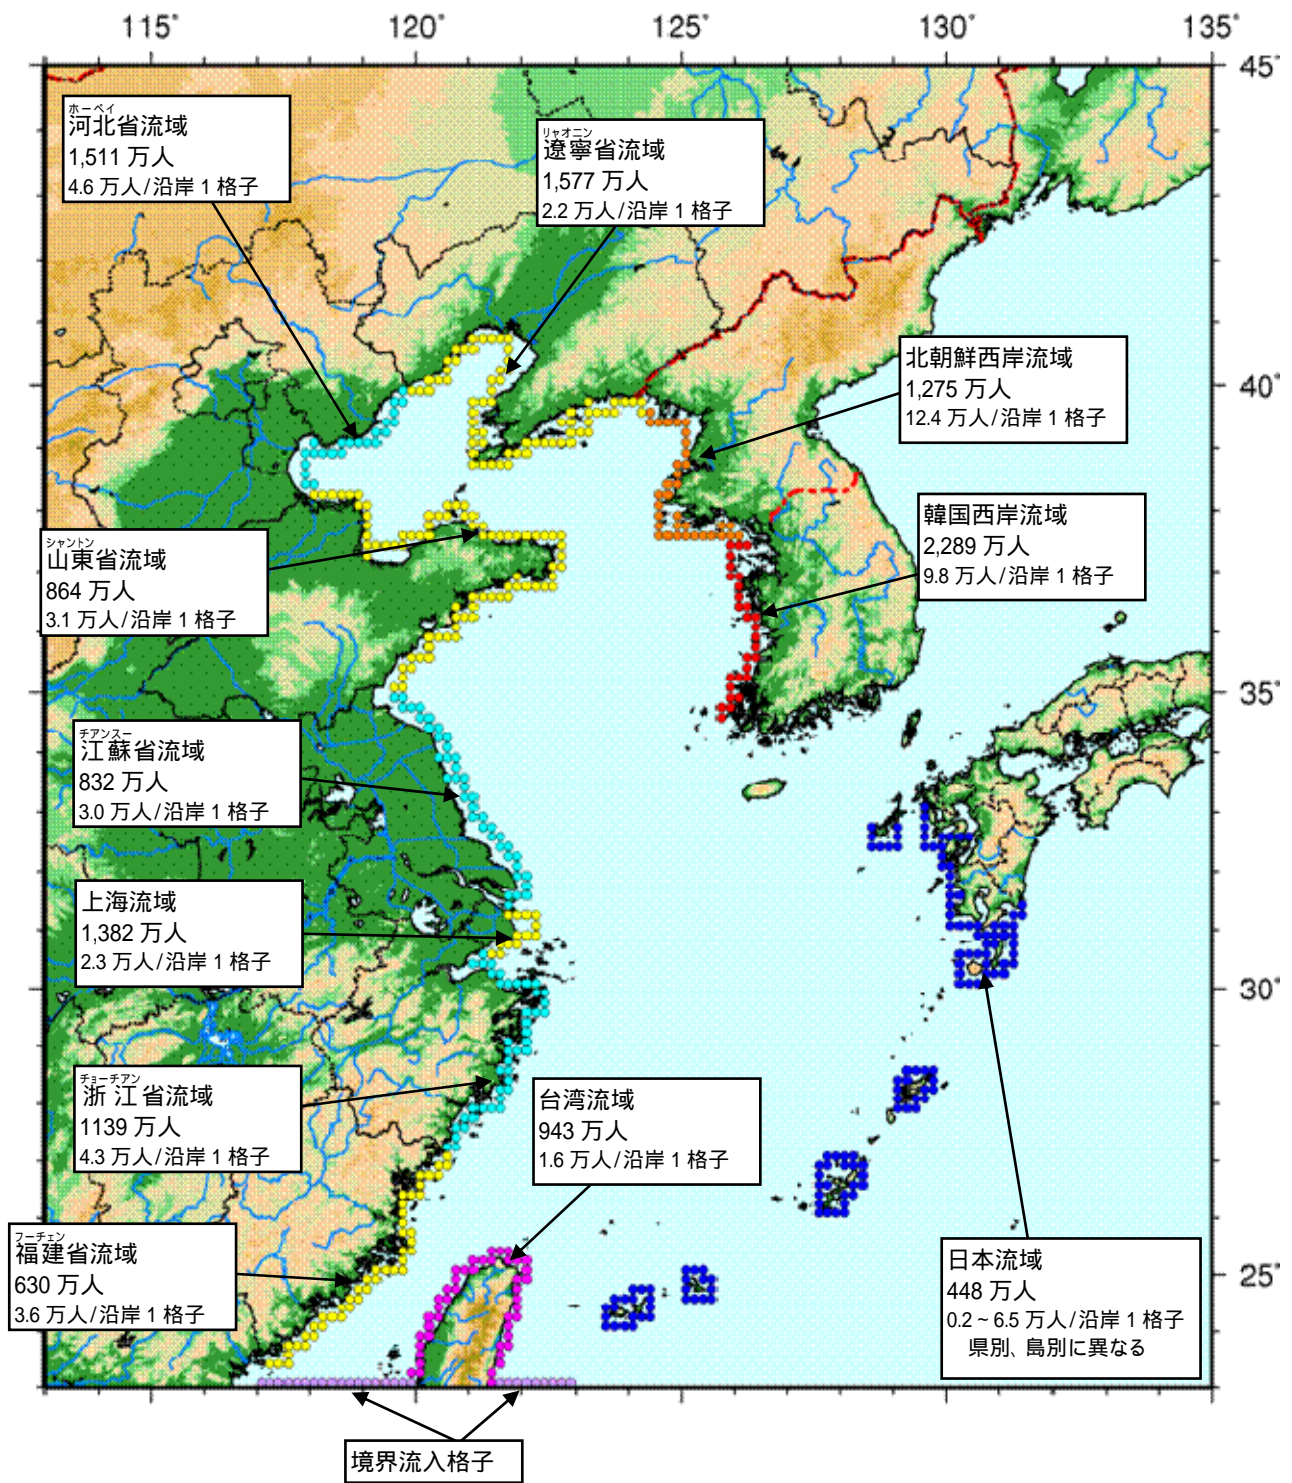 115° 120° 125° 130° 135°
45°
ホーペイ
河北省流域
1,511 万人
4.6 万人/沿岸 1 格子
リャオニン
遼寧省流域
1,577 万人
2.2 万人/沿岸 1 格子
北朝鮮西岸流域
1,275 万人
12.4 万人/沿岸 1 格子
40°
韓国西岸流域
2,289 万人
9.8 万人/沿岸 1 格子
シャントン
山東省流域
864 万人
3.1 万人/沿岸 1 格子
35°
チアンスー
江蘇省流域
832 万人
3.0 万人/沿岸 1 格子
上海流域
1,382 万人
2.3 万人/沿岸 1 格子
30°
チョーチアン
浙江省流域
1139 万人
4.3 万人/沿岸 1 格子
台湾流域
943 万人
1.6 万人/沿岸 1 格子
フーチェン
福建省流域
630 万人
3.6 万人/沿岸 1 格子
日本流域
448 万人
0.2~6.5 万人/沿岸 1 格子
県別、島別に異なる
25°
115° 120° 125° 130° 135°
境界流入格子